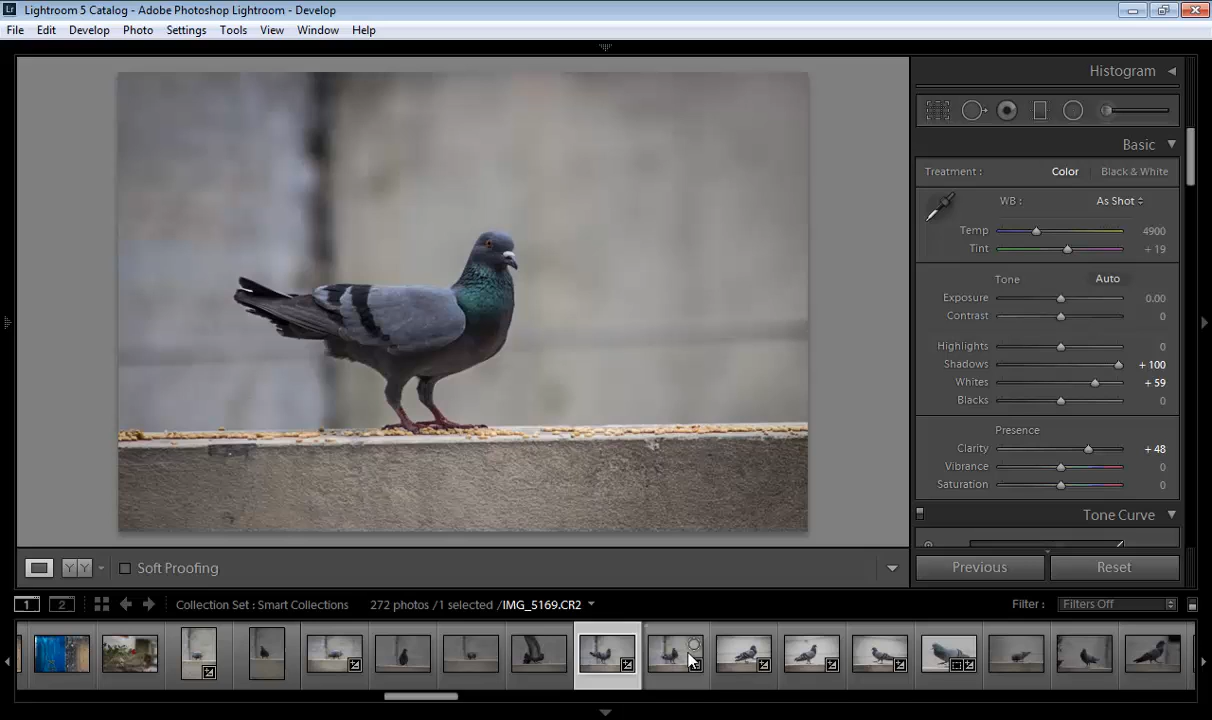 Lr Lightroom 5 Catalog - Adobe Photoshop Lightroom - Develop
File Edit Develop Photo Settings Tools View Window Help
Histogram
Basic
Treatment : Color Black & White
WB : As Shot
Temp 4900
Tint + 19
Tone Auto
Exposure 0.00
Contrast 0
Highlights 0
Shadows + 100
Whites + 59
Blacks 0
Presence
Clarity + 48
Vibrance 0
Saturation 0
Tone Curve
Y Y Soft Proofing
Previous Reset
1 2 Collection Set : Smart Collections 272 photos /1 selected /IMG_5169.CR2 Filter : Filters Off